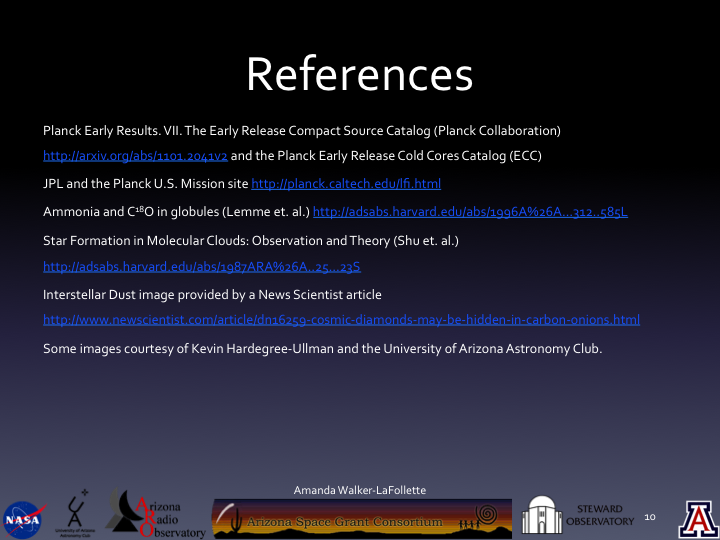 References
Planck Early Results. VII. The Early Release Compact Source Catalog (Planck Collaboration)
http://arxiv.org/abs/1101.2041v2 and the Planck Early Release Cold Cores Catalog (ECC)
JPL and the Planck U.S. Mission site http://planck.caltech.edu/lfi.html
Ammonia and C¹⁸O in globules (Lemme et. al.) http://adsabs.harvard.edu/abs/1996A%26A...312..585L
Star Formation in Molecular Clouds: Observation and Theory (Shu et. al.)
http://adsabs.harvard.edu/abs/1987ARA%26A..25...23S
Interstellar Dust image provided by a News Scientist article
http://www.newscientist.com/article/dn16259-cosmic-diamonds-may-be-hidden-in-carbon-onions.html
Some images courtesy of Kevin Hardegree-Ullman and the University of Arizona Astronomy Club.
Amanda Walker-LaFollette
NASA
University of Arizona
Astronomy Club
Arizona
Radio
Observatory
Arizona Space Grant Consortium
STEWARD
OBSERVATORY
10
A